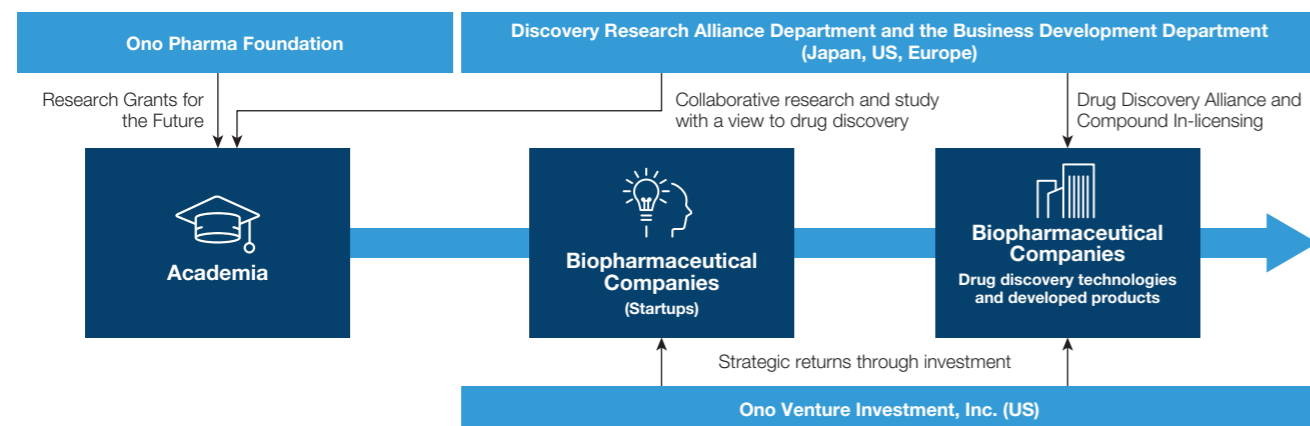 Ono Pharma Foundation
Discovery Research Alliance Department and the Business Development Department
(Japan, US, Europe)
Research Grants for
the Future
Collaborative research and study
with a view to drug discovery
Drug Discovery Alliance and
Compound In-licensing
Academia
Biopharmaceutical
Companies
(Startups)
Biopharmaceutical
Companies
Drug discovery technologies
and developed products
Strategic returns through investment
Ono Venture Investment, Inc. (US)